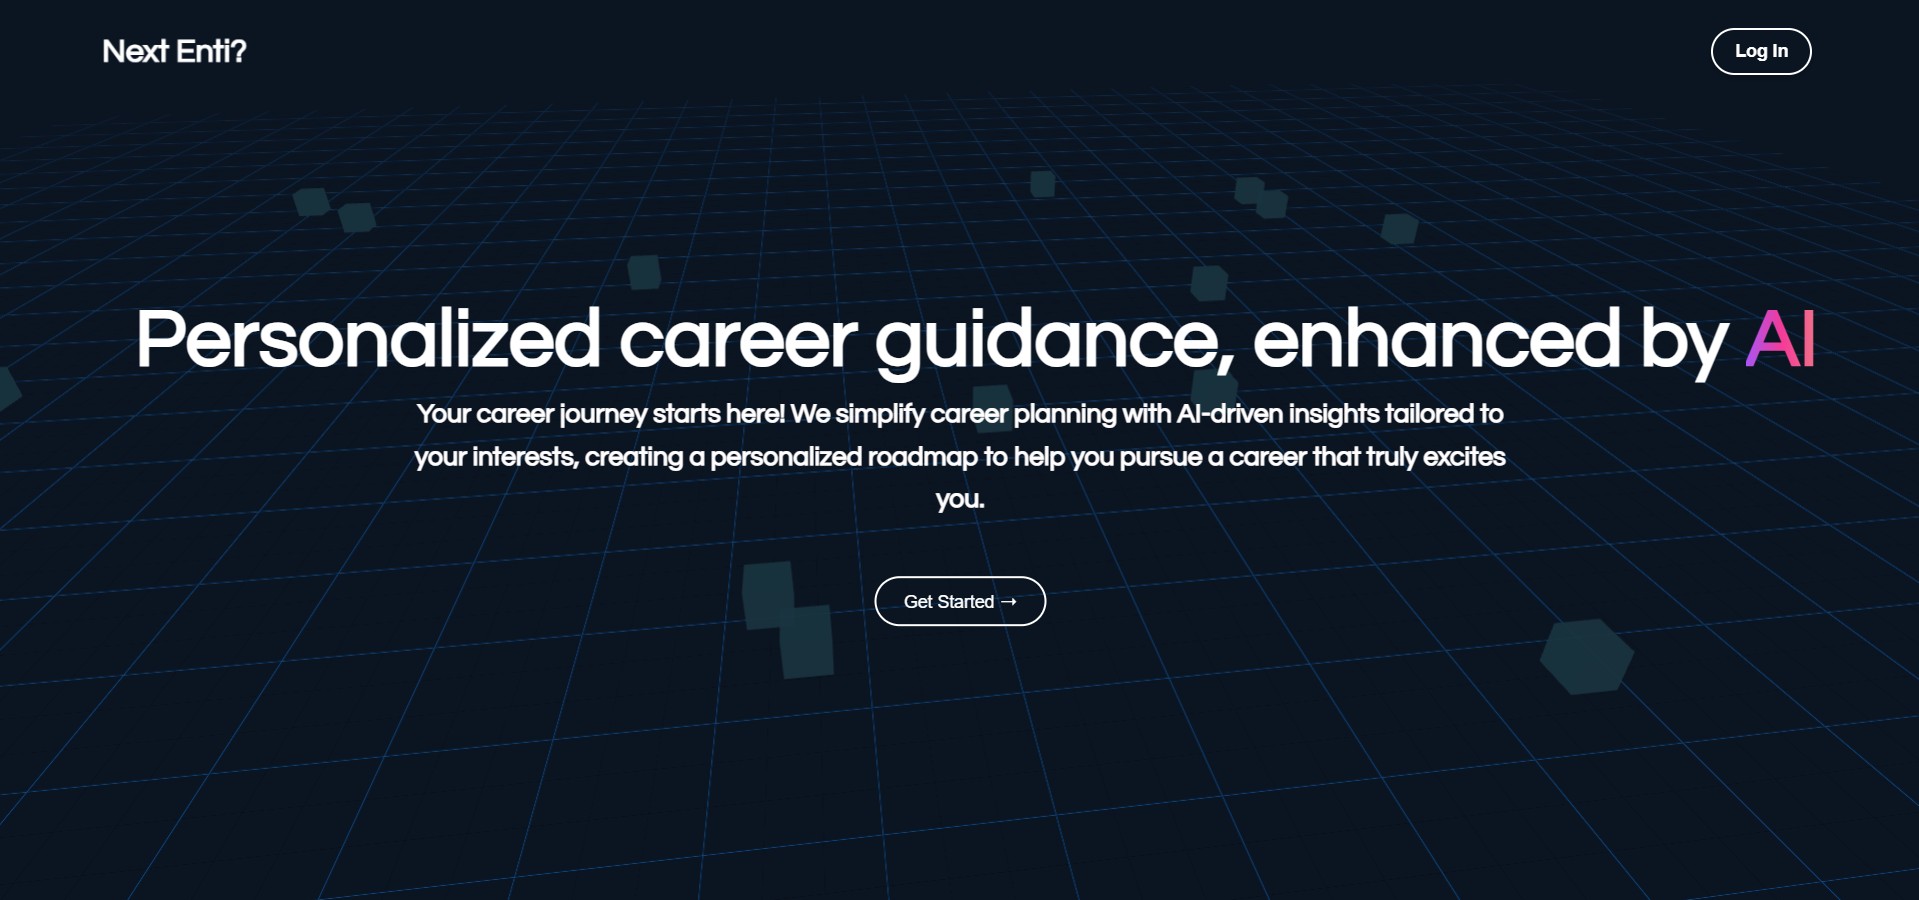 Next Enti?
Log In
Personalized career guidance, enhanced by AI
Your career journey starts here! We simplify career planning with AI-driven insights tailored to
your interests, creating a personalized roadmap to help you pursue a career that truly excites
you.
Get Started →